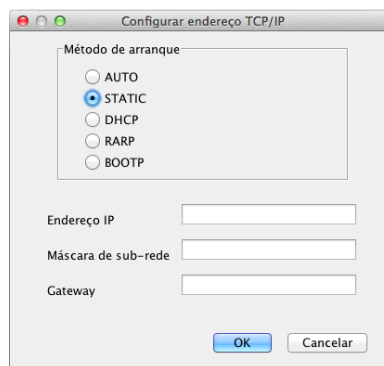 Configurar endereço TCP/IP
Método de arranque
AUTO
STATIC
DHCP
RARP
BOOTP
Endereço IP
Máscara de sub-rede
Gateway
OK Cancelar